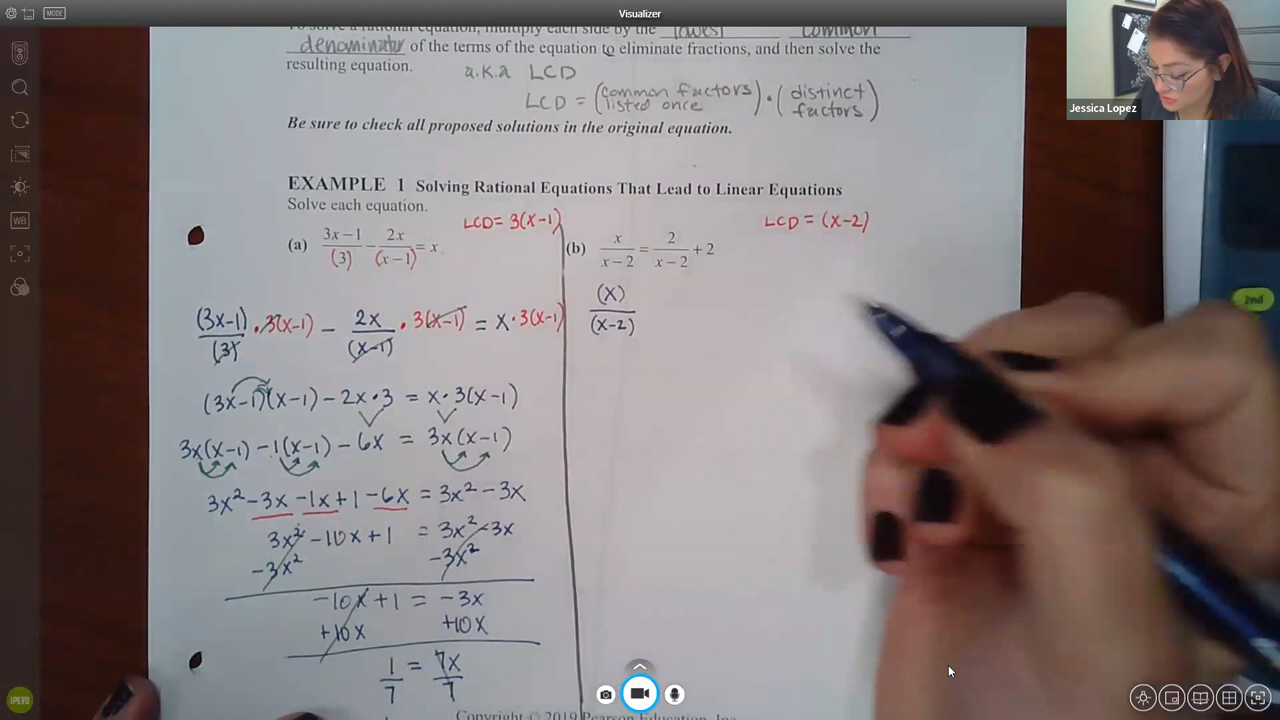 MODE
Visualizer
To solve a rational equation, multiply each side by the lowest common
denominator of the terms of the equation to eliminate fractions, and then solve the
resulting equation. a.k.a LCD
LCD = (common factors listed once) · (distinct factors)
Be sure to check all proposed solutions in the original equation.
Jessica Lopez
WB
2nd
EXAMPLE 1 Solving Rational Equations That Lead to Linear Equations
Solve each equation.
LCD = 3(x-1)
(a) (3x-1)/(3) - 2x/(x-1) = x
(3x-1)/(3) · 3(x-1) - 2x/(x-1) · 3(x-1) = x · 3(x-1)
(3x-1)(x-1) - 2x · 3 = x · 3(x-1)
3x(x-1) -1(x-1) - 6x = 3x(x-1)
3x² - 3x - 1x + 1 - 6x = 3x² - 3x
3x² - 10x + 1 = 3x² - 3x
-3x² -3x²
-10x + 1 = -3x
+10x +10x
1/7 = 7x/7
LCD = (x-2)
(b) x/(x-2) = 2/(x-2) + 2
(x)/(x-2)
Copyright © 2019 Pearson Education, Inc.
IPEVO